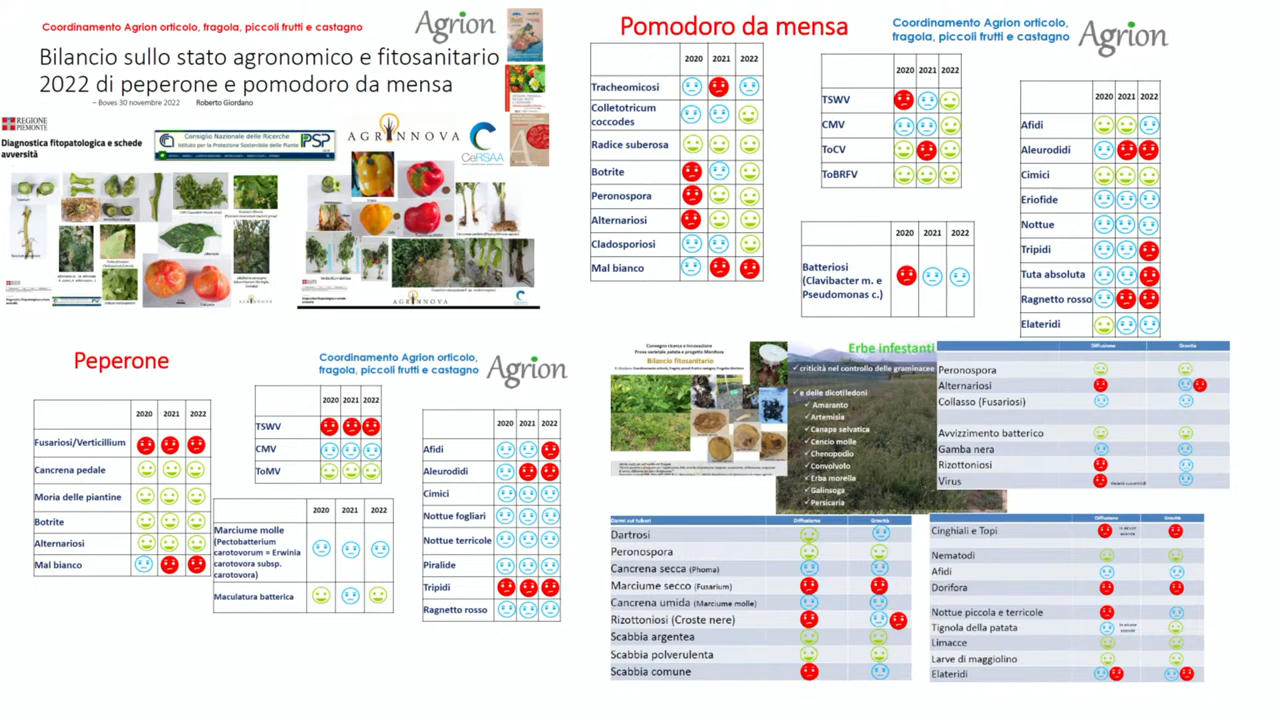 Coordinamento Agrion orticolo, fragola, piccoli frutti e castagno
Agrion
Bilancio sullo stato agronomico e fitosanitario
2022 di peperone e pomodoro da mensa
– Boves 30 novembre 2022 Roberto Giordano
REGIONE
PIEMONTE
Diagnostica fitopatologica e schede
avversità
Consiglio Nazionale delle Ricerche
Istituto per la Protezione Sostenibile delle Piante
IPSP
AGRINNOVA
CeRSAA
AGRINNOVA
AGRINNOVA
Pomodoro da mensa
Coordinamento Agrion orticolo,
fragola, piccoli frutti e castagno
Agrion
2020 2021 2022
Tracheomicosi
Colletotricum
coccodes
Radice suberosa
Botrite
Peronospora
Alternariosi
Cladosporiosi
Mal bianco
2020 2021 2022
TSWV
CMV
ToCV
ToBRFV
2020 2021 2022
Batteriosi
(Clavibacter m. e
Pseudomonas c.)
2020 2021 2022
Afidi
Aleurodidi
Cimici
Eriofide
Nottue
Tripidi
Tuta absoluta
Ragnetto rosso
Elateridi
Peperone
Coordinamento Agrion orticolo,
fragola, piccoli frutti e castagno
Agrion
2020 2021 2022
Fusariosi/Verticillium
Cancrena pedale
Moria delle piantine
Botrite
Alternariosi
Mal bianco
2020 2021 2022
TSWV
CMV
ToMV
2020 2021 2022
Marciume molle
(Pectobacterium
carotovorum = Erwinia
carotovora subsp.
carotovora)
Maculatura batterica
2020 2021 2022
Afidi
Aleurodidi
Cimici
Nottue fogliari
Nottue terricole
Piralide
Tripidi
Ragnetto rosso
Convegno ricerca e innovazione
Prove varietale patata e progetto Monitora
Bilancio fitosanitario
Erbe infestanti
✓criticità nel controllo delle graminacee
✓e delle dicotiledoni
✓Amaranto
✓Artemisia
✓Canapa selvatica
✓Cencio molle
✓Chenopodio
✓Convolvolo
✓Erba morella
✓Galinsoga
✓Persicaria
Diffusione Gravità
Peronospora
Alternariosi
Collasso (Fusariosi)
Avvizzimento batterico
Gamba nera
Rizottoniosi
Virus
Danni sui tuberi Diffusione Gravità
Dartrosi
Peronospora
Cancrena secca (Phoma)
Marciume secco (Fusarium)
Cancrena umida (Marciume molle)
Rizottoniosi (Croste nere)
Scabbia argentea
Scabbia polverulenta
Scabbia comune
Diffusione Gravità
Cinghiali e Topi
Nematodi
Afidi
Dorifora
Nottue piccola e terricole
Tignola della patata
Limacce
Larve di maggiolino
Elateridi